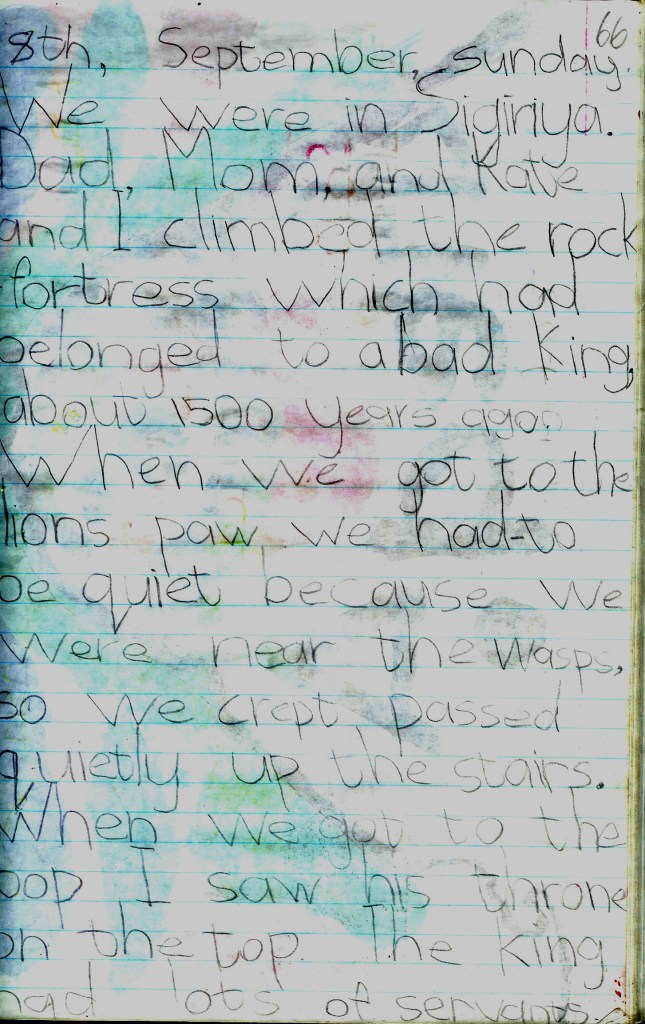 66
8th, September, sunday.
We were in Sigiriya.
Dad, Mom, and Kate
and I climbed the rock
fortress which had
belonged to a bad King,
about 1500 years ago.
When we got to the
lions paw we had to
be quiet because we
were near the wasps,
so we crept passed
quietly up the stairs.
When we got to the
oop I saw his throne
on the top. The king
had lots of servants.